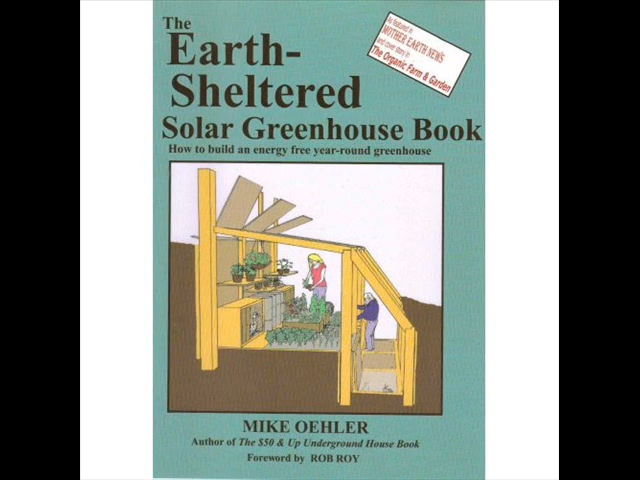 The
Earth-
Sheltered
Solar Greenhouse Book
How to build an energy free year-round greenhouse
As featured in
MOTHER EARTH NEWS
and cover story in
The Organic Farm & Garden
MIKE OEHLER
Author of The $50 & Up Underground House Book
Foreword by ROB ROY